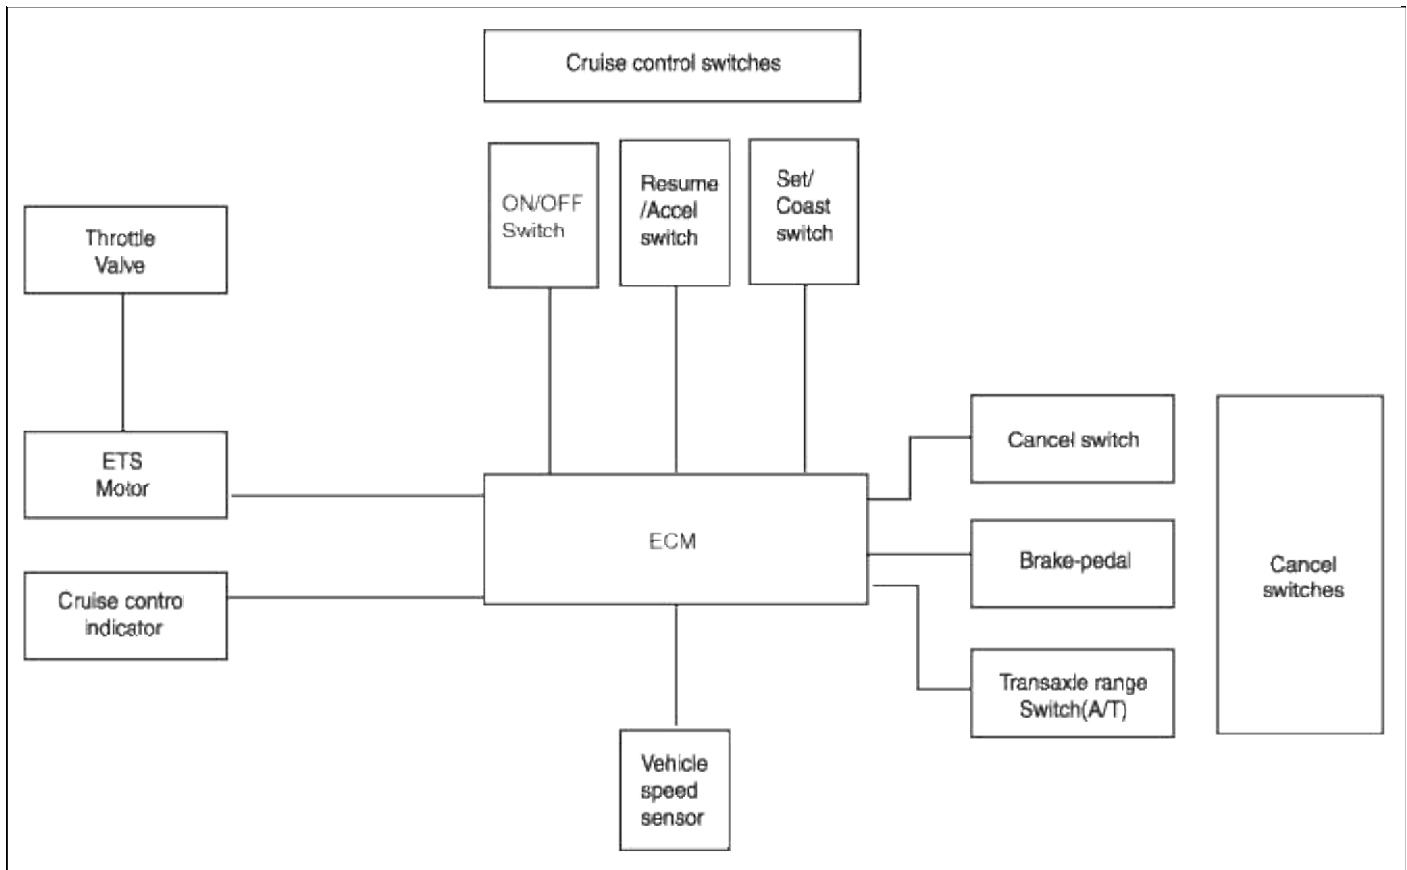 Cruise control switches
ON/OFF
Switch
Resume
/Accel
switch
Set/
Coast
switch
Throttle
Valve
ETS
Motor
Cruise control
indicator
ECM
Cancel switch
Brake-pedal
Transaxle range
Switch(A/T)
Cancel
switches
Vehicle
speed
sensor